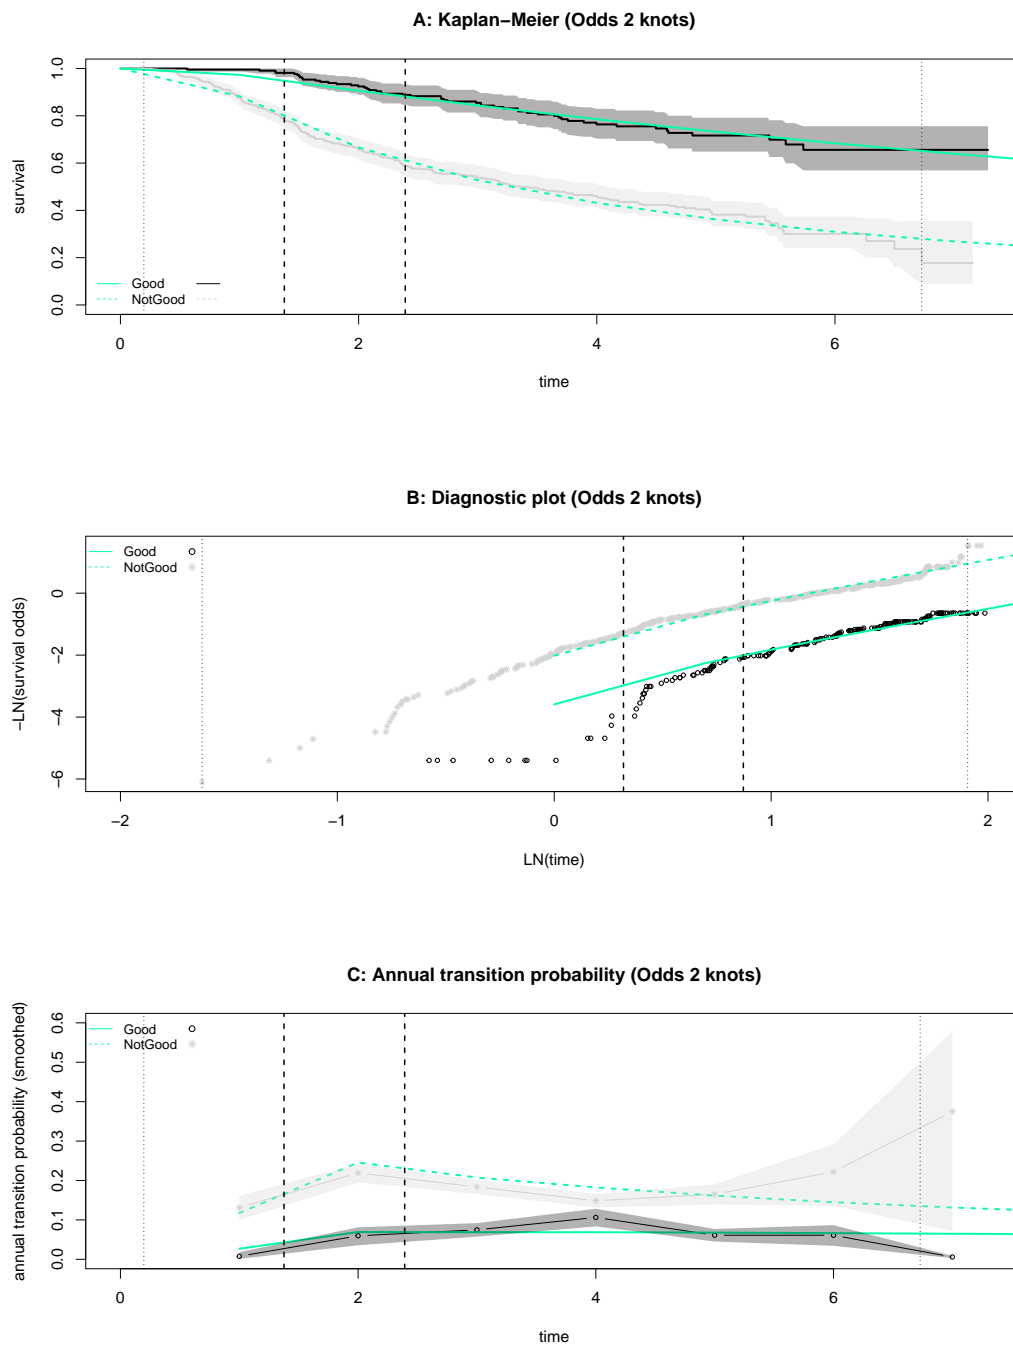 A: Kaplan−Meier (Odds 2 knots)
survival
0.0
0.2
0.4
0.6
0.8
1.0
Good
NotGood
0
2
4
6
time
B: Diagnostic plot (Odds 2 knots)
−LN(survival odds)
−6
−4
−2
0
Good
NotGood
−2
−1
0
1
2
LN(time)
C: Annual transition probability (Odds 2 knots)
annual transition probability (smoothed)
0.0
0.1
0.2
0.3
0.4
0.5
0.6
Good
NotGood
0
2
4
6
time